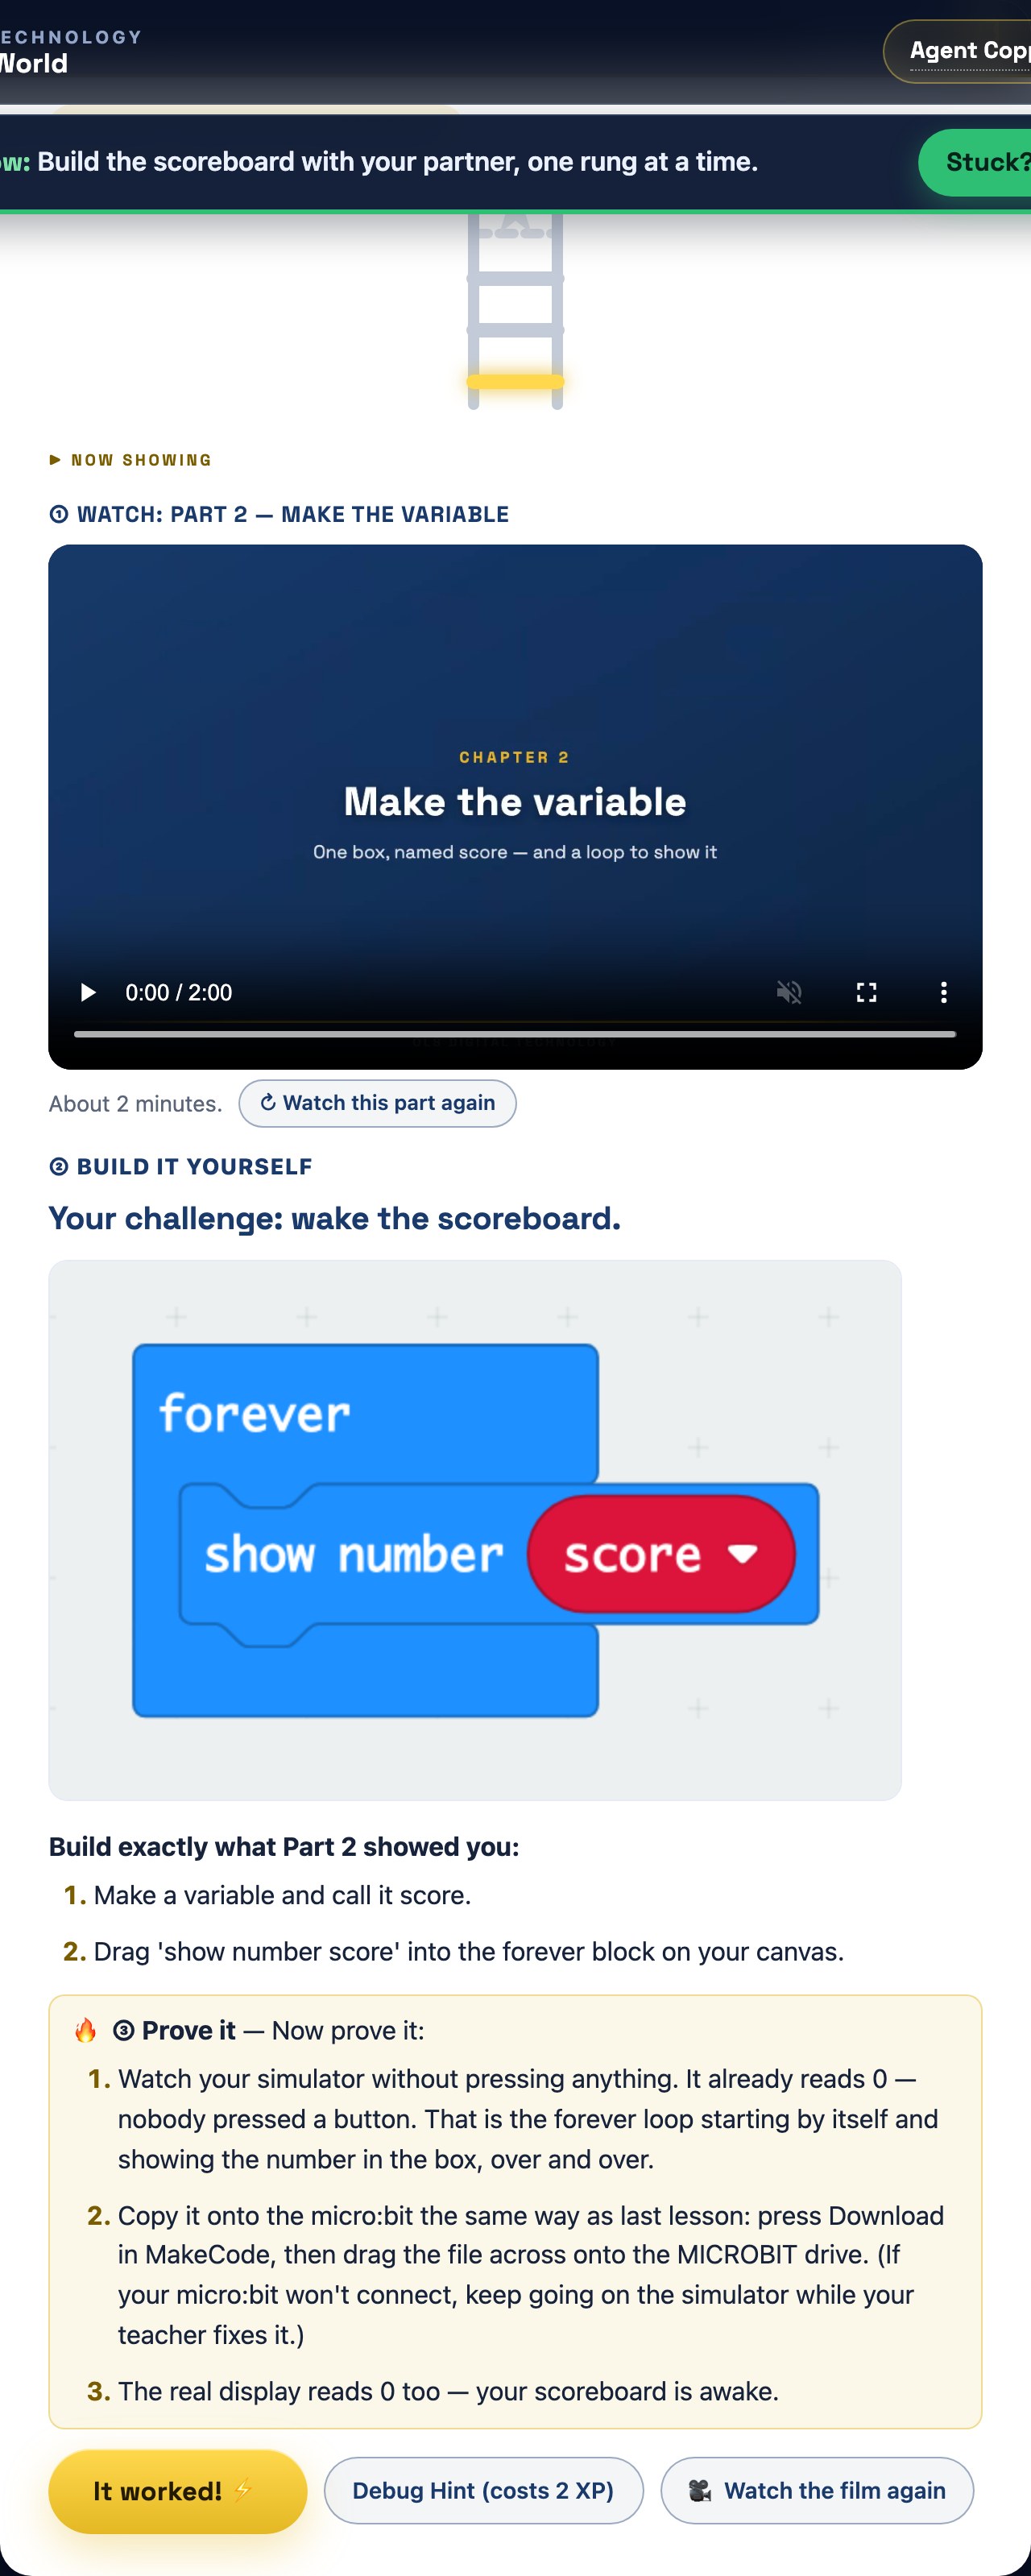 ECHNOLOGY
World
Agent Cop
ow: Build the scoreboard with your partner, one rung at a time.
Stuck?
▶ NOW SHOWING
① WATCH: PART 2 — MAKE THE VARIABLE
CHAPTER 2
Make the variable
One box, named score — and a loop to show it
0:00 / 2:00
About 2 minutes.
↻ Watch this part again
② BUILD IT YOURSELF
Your challenge: wake the scoreboard.
forever
show number score
Build exactly what Part 2 showed you:
1. Make a variable and call it score.
2. Drag 'show number score' into the forever block on your canvas.
🔥 ③ Prove it — Now prove it:
1. Watch your simulator without pressing anything. It already reads 0 —
nobody pressed a button. That is the forever loop starting by itself and
showing the number in the box, over and over.
2. Copy it onto the micro:bit the same way as last lesson: press Download
in MakeCode, then drag the file across onto the MICROBIT drive. (If
your micro:bit won't connect, keep going on the simulator while your
teacher fixes it.)
3. The real display reads 0 too — your scoreboard is awake.
It worked! ⚡
Debug Hint (costs 2 XP)
🎥 Watch the film again